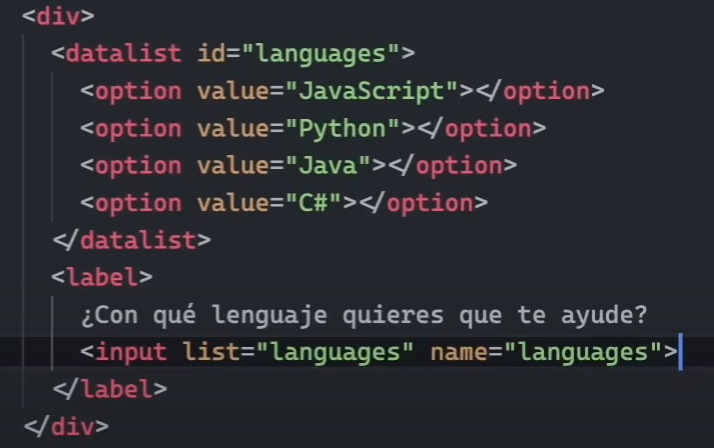 <div>
<datalist id="languages">
<option value="JavaScript"></option>
<option value="Python"></option>
<option value="Java"></option>
<option value="C#"></option>
</datalist>
<label>
¿Con qué lenguaje quieres que te ayude?
<input list="languages" name="languages">
</label>
</div>